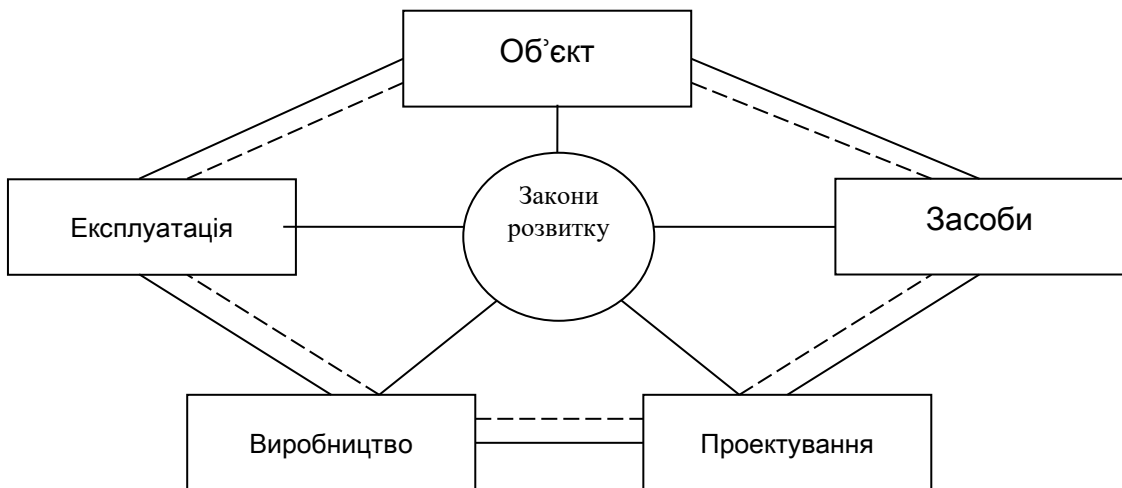 Об’єкт
Закони
розвитку
Експлуатація
Засоби
Виробництво
Проектування